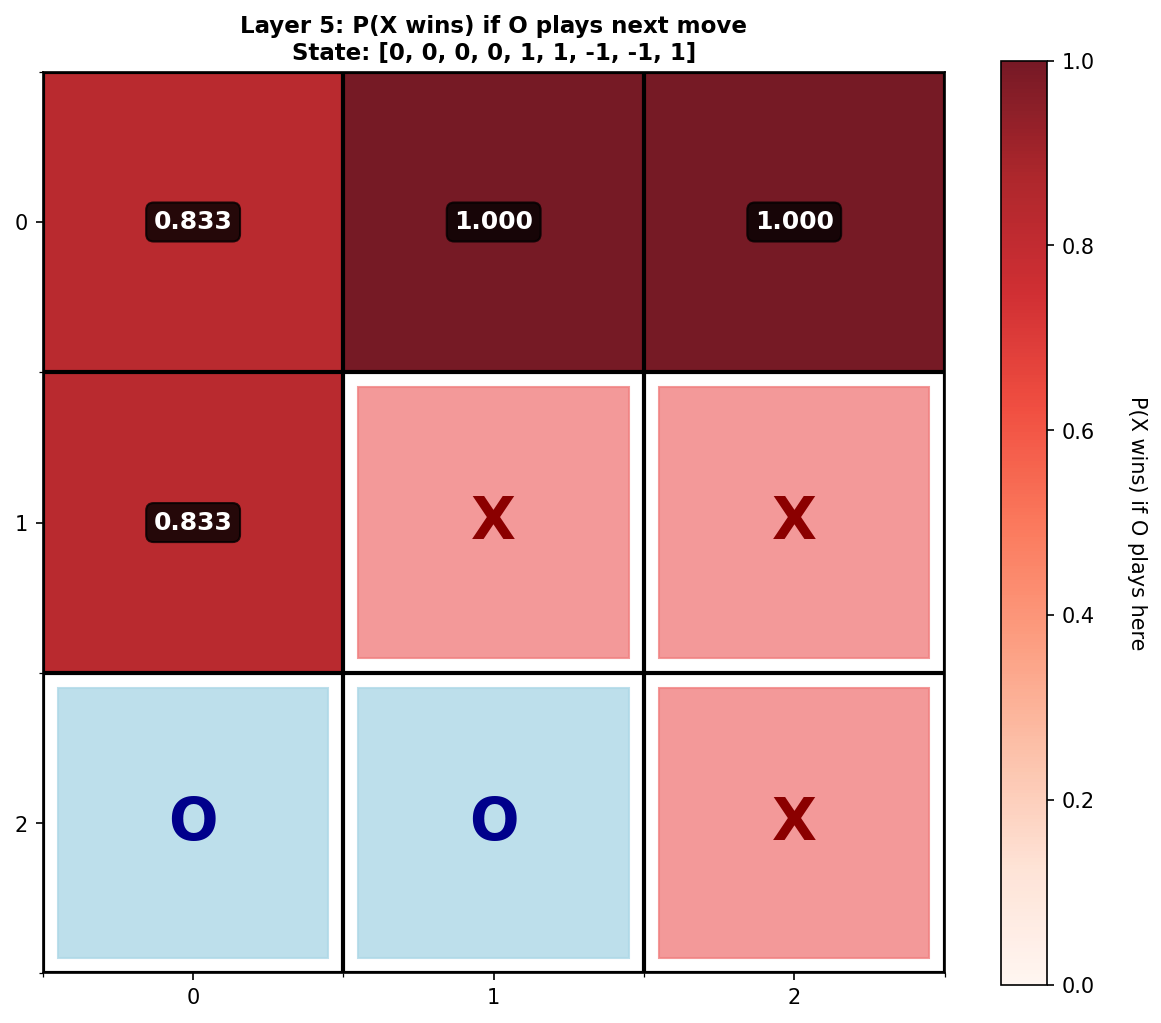 Layer 5: P(X wins) if O plays next move
State: [0, 0, 0, 0, 1, 1, -1, -1, 1]
0.833
1.000
1.000
0.833
X
X
O
O
X
0
1
2
0
1
2
1.0
0.8
0.6
0.4
0.2
0.0
P(X wins) if O plays here